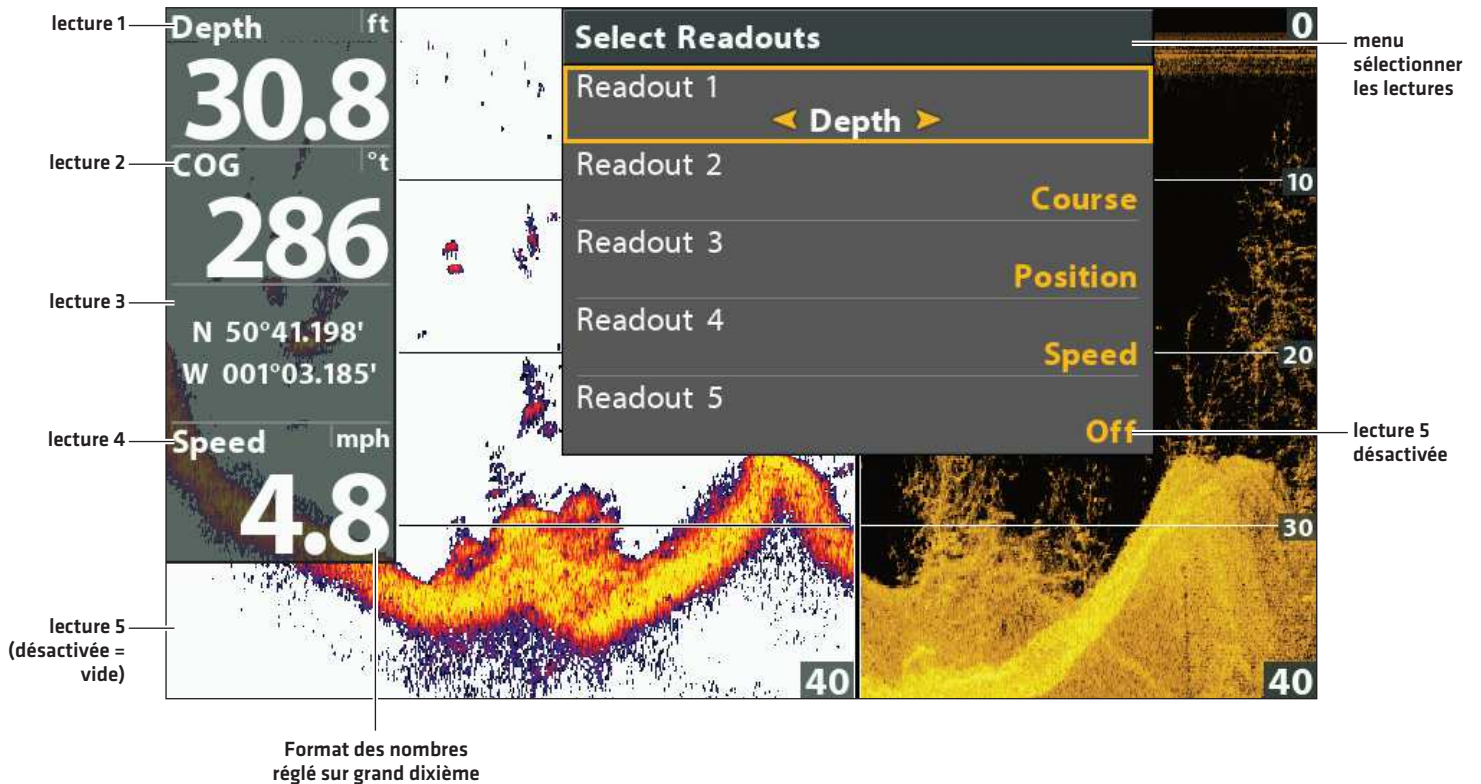 lecture 1
Depth ft
30.8
lecture 2
COG °t
286
lecture 3
N 50°41.198'
W 001°03.185'
lecture 4
Speed mph
4.8
lecture 5
(désactivée =
vide)
Format des nombres
réglé sur grand dixième
40
Select Readouts
Readout 1
Depth
Readout 2
Course
Readout 3
Position
Readout 4
Speed
Readout 5
Off
0
10
20
30
40
menu
sélectionner
les lectures
lecture 5
désactivée